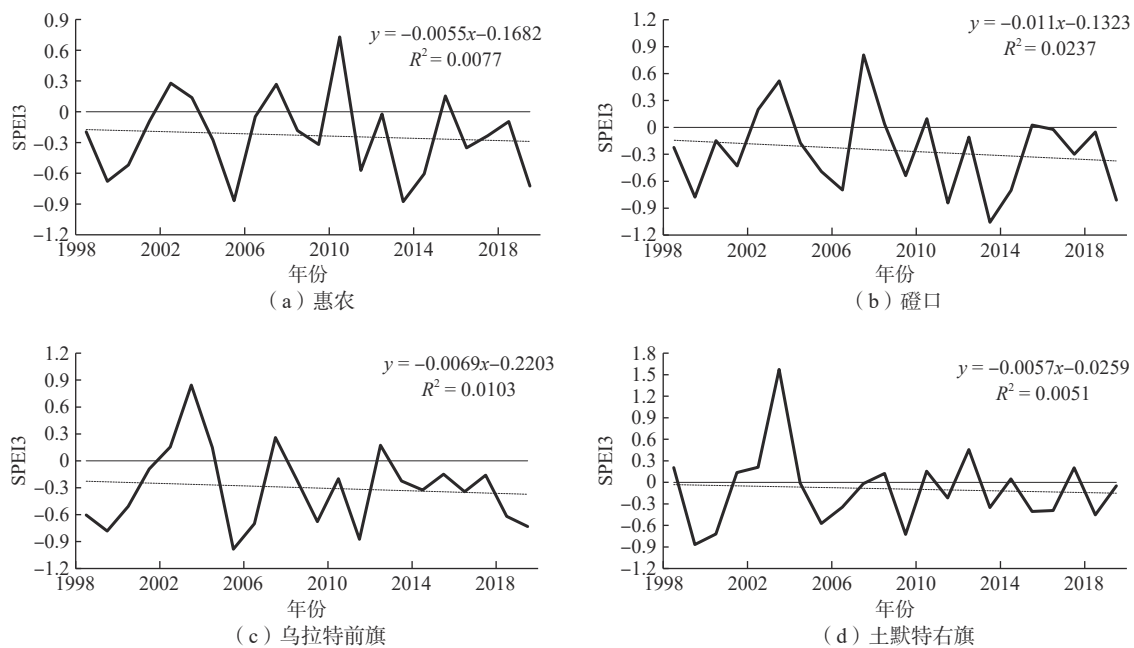 0.9
0.6
0.3
0
−0.3
−0.6
−0.9
−1.2
SPEI3
y = −0.0055x−0.1682
R² = 0.0077
1998 2002 2006 2010 2014 2018
年份
（a）惠农
1.2
0.9
0.6
0.3
0
−0.3
−0.6
−0.9
−1.2
SPEI3
y = −0.011x−0.1323
R² = 0.0237
1998 2002 2006 2010 2014 2018
年份
（b）磴口
1.2
0.9
0.6
0.3
0
−0.3
−0.6
−0.9
−1.2
SPEI3
y = −0.0069x−0.2203
R² = 0.0103
1998 2002 2006 2010 2014 2018
年份
（c）乌拉特前旗
1.8
1.5
1.2
0.9
0.6
0.3
0
−0.3
−0.6
−0.9
−1.2
SPEI3
y = −0.0057x−0.0259
R² = 0.0051
1998 2002 2006 2010 2014 2018
年份
（d）土默特右旗